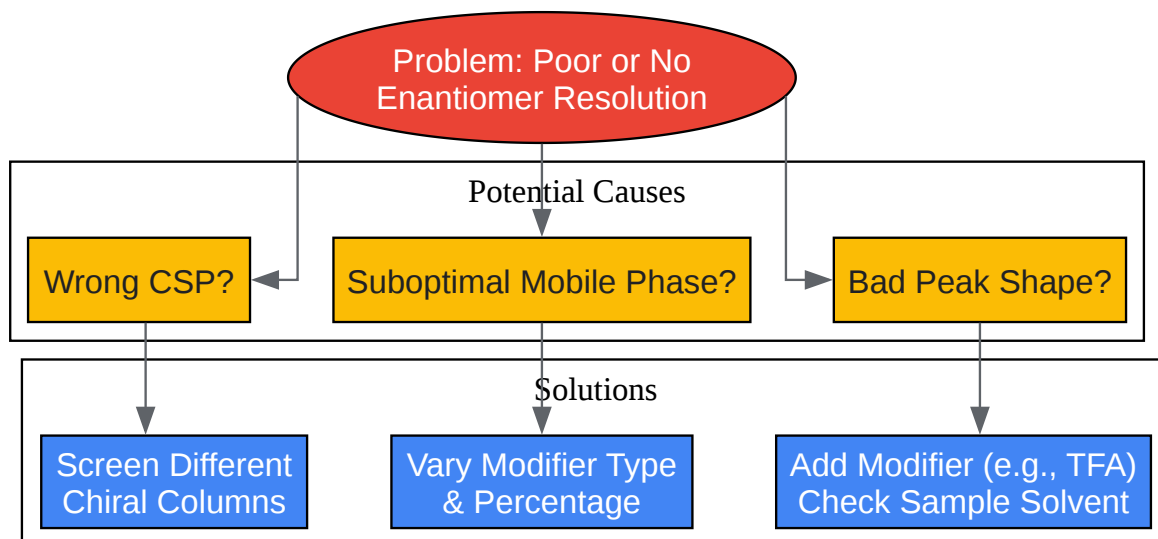 Problem: Poor or No
Enantiomer Resolution
Potential Causes
Wrong CSP?
Suboptimal Mobile Phase?
Bad Peak Shape?
Solutions
Screen Different
Chiral Columns
Vary Modifier Type
& Percentage
Add Modifier (e.g., TFA)
Check Sample Solvent